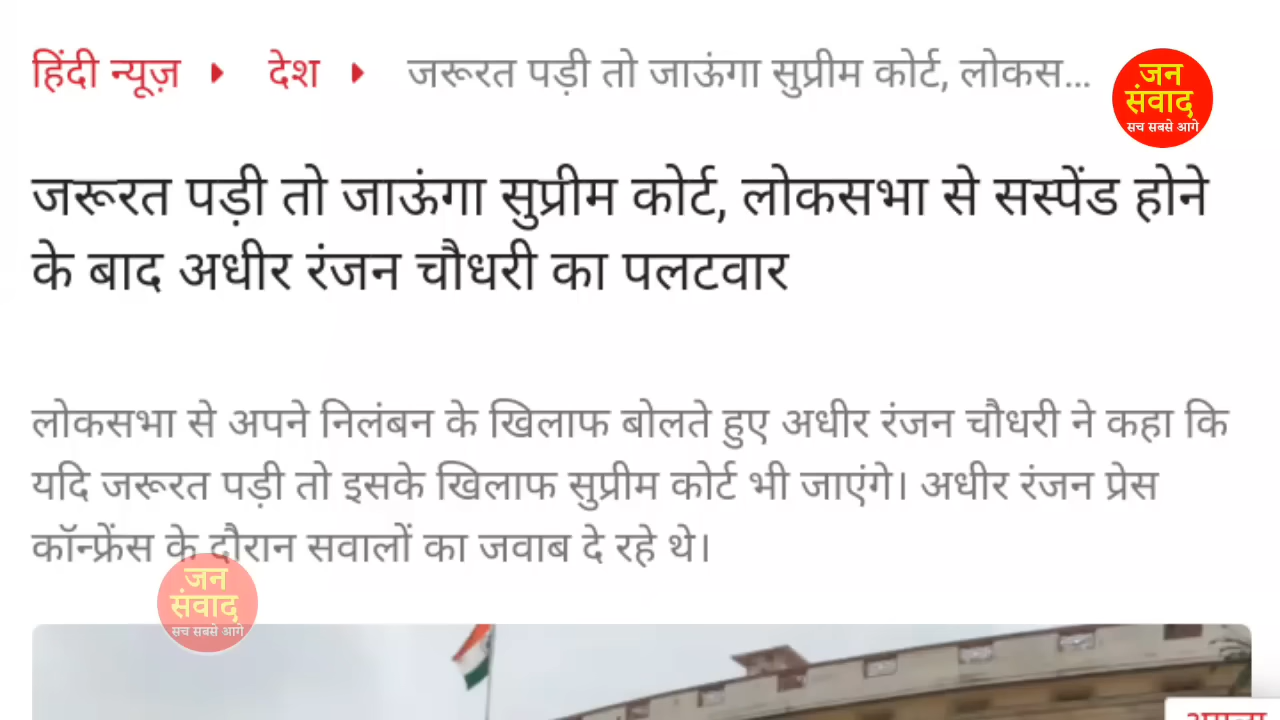 हिंदी न्यूज़ देश जरूरत पड़ी तो जाऊंगा सुप्रीम कोर्ट, लोकस...
जन
संवाद
सच सबसे आगे
जरूरत पड़ी तो जाऊंगा सुप्रीम कोर्ट, लोकसभा से सस्पेंड होने
के बाद अधीर रंजन चौधरी का पलटवार
लोकसभा से अपने निलंबन के खिलाफ बोलते हुए अधीर रंजन चौधरी ने कहा कि
यदि जरूरत पड़ी तो इसके खिलाफ सुप्रीम कोर्ट भी जाएंगे। अधीर रंजन प्रेस
कॉन्फ्रेंस के दौरान सवालों का जवाब दे रहे थे।
जन
संवाद
सच सबसे आगे